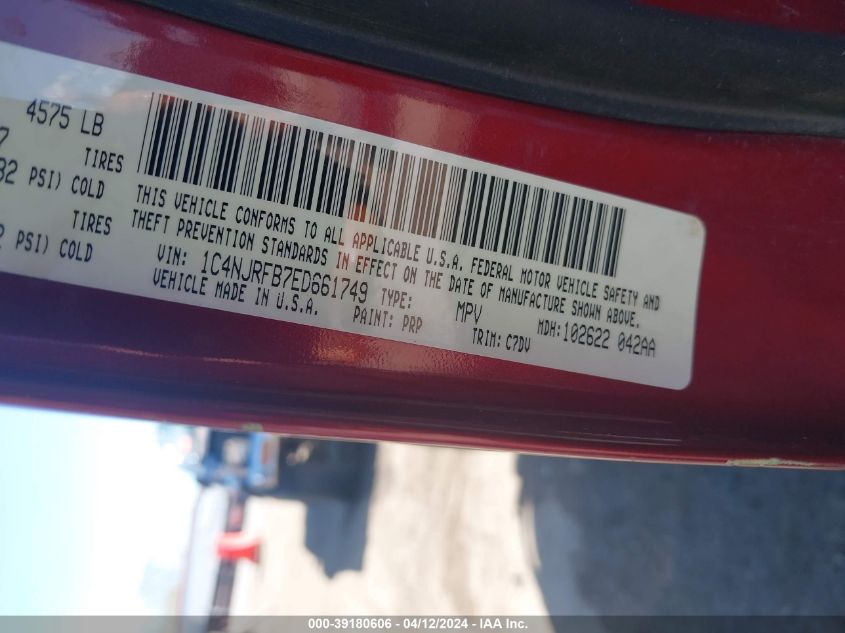 4575 LB
7
TIRES
32 PSI) COLD
TIRES
2 PSI) COLD
THIS VEHICLE CONFORMS TO ALL APPLICABLE U.S.A. FEDERAL MOTOR VEHICLE SAFETY AND
THEFT PREVENTION STANDARDS IN EFFECT ON THE DATE OF MANUFACTURE SHOWN ABOVE.
VIN: 1C4NJRFB7ED661749 TYPE: MPV MDH:102622 042AA
VEHICLE MADE IN U.S.A. PAINT: PRP TRIM: C7DV
000-39180606 - 04/12/2024 - IAA Inc.